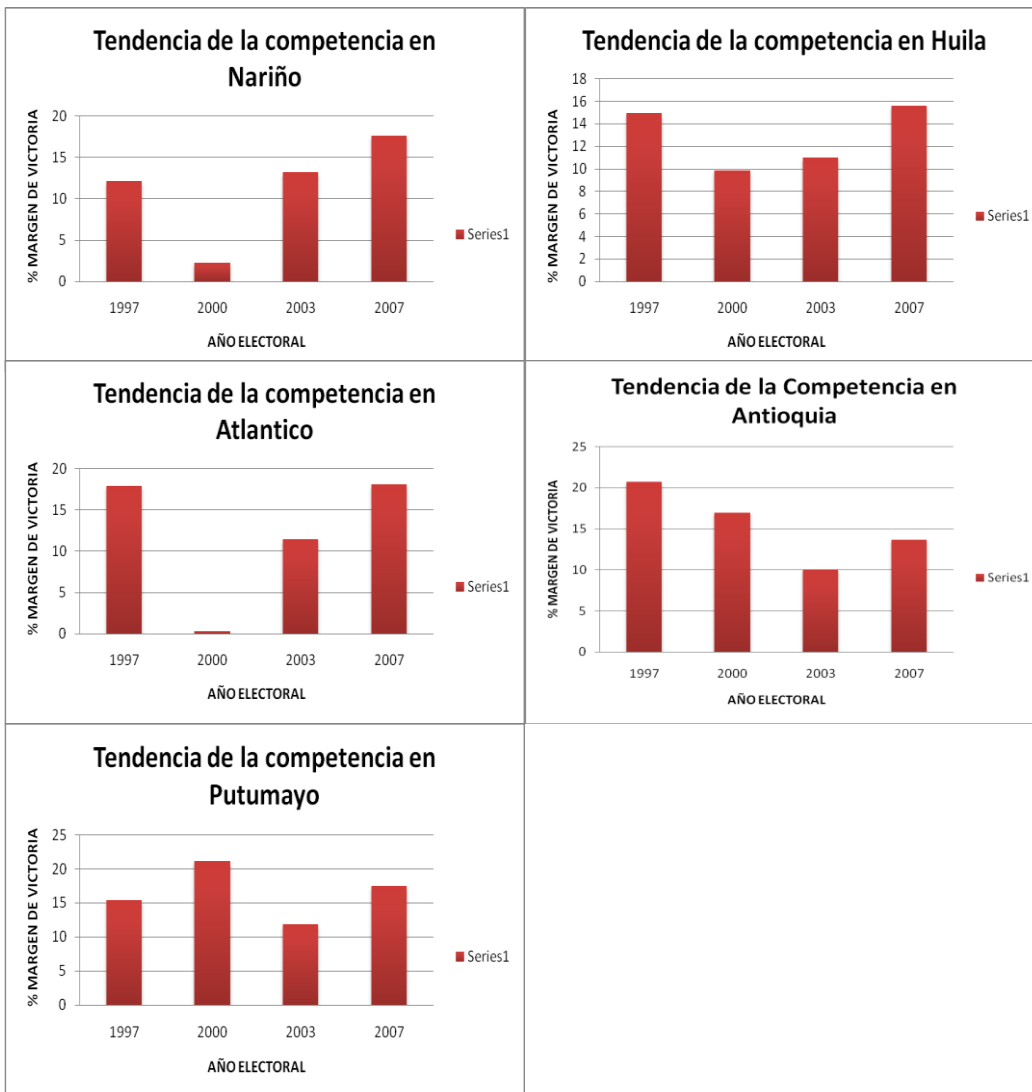 Tendencia de la competencia en
Nariño
% MARGEN DE VICTORIA
20
15
10
5
0
1997 2000 2003 2007
AÑO ELECTORAL
Series1
Tendencia de la competencia en Huila
% MARGEN DE VICTORIA
18
16
14
12
10
8
6
4
2
0
1997 2000 2003 2007
AÑO ELECTORAL
Series1
Tendencia de la competencia en
Atlantico
% MARGEN DE VICTORIA
20
15
10
5
0
1997 2000 2003 2007
AÑO ELECTORAL
Series1
Tendencia de la Competencia en
Antioquia
% MARGEN DE VICTORIA
25
20
15
10
5
0
1997 2000 2003 2007
AÑO ELECTORAL
Series1
Tendencia de la competencia en
Putumayo
% MARGEN DE VICTORIA
25
20
15
10
5
0
1997 2000 2003 2007
AÑO ELECTORAL
Series1